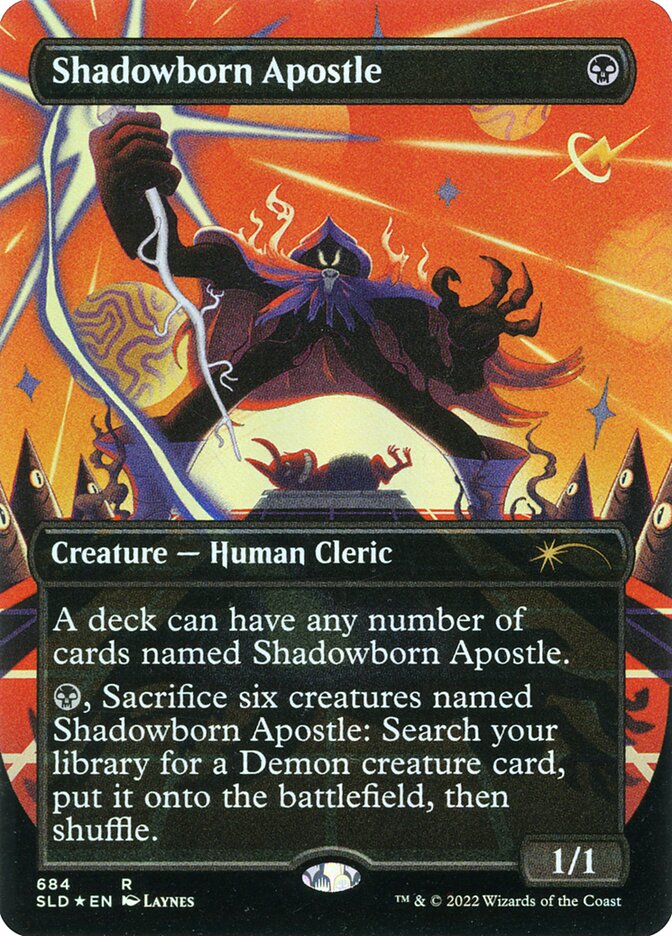 Shadowborn Apostle
Creature — Human Cleric
A deck can have any number of
cards named Shadowborn Apostle.
, Sacrifice six creatures named
Shadowborn Apostle: Search your
library for a Demon creature card,
put it onto the battlefield, then
shuffle.
1/1
684 R
SLD ★ EN LAYNES
™ & © 2022 Wizards of the Coast